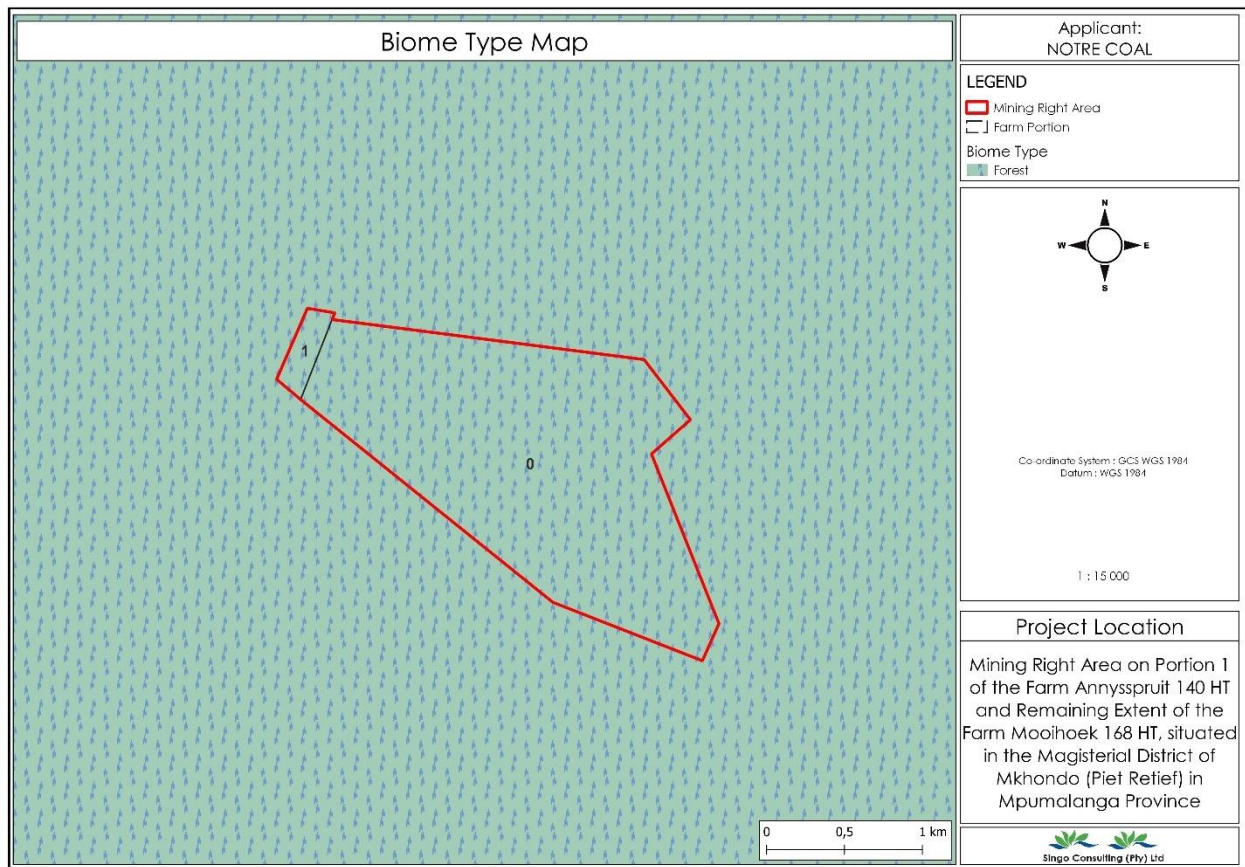 Biome Type Map
Applicant:
NOTRE COAL
LEGEND
Mining Right Area
Farm Portion
Biome Type
Forest
N
W
E
S
Co-ordinate System : GCS WGS 1984
Datum : WGS 1984
1 : 15 000
1
0
0
0,5
1 km
Project Location
Mining Right Area on Portion 1
of the Farm Annysspruit 140 HT
and Remaining Extent of the
Farm Mooihoek 168 HT, situated
in the Magisterial District of
Mkhondo (Piet Retief) in
Mpumalanga Province
Singo Consulting (Pty) Ltd